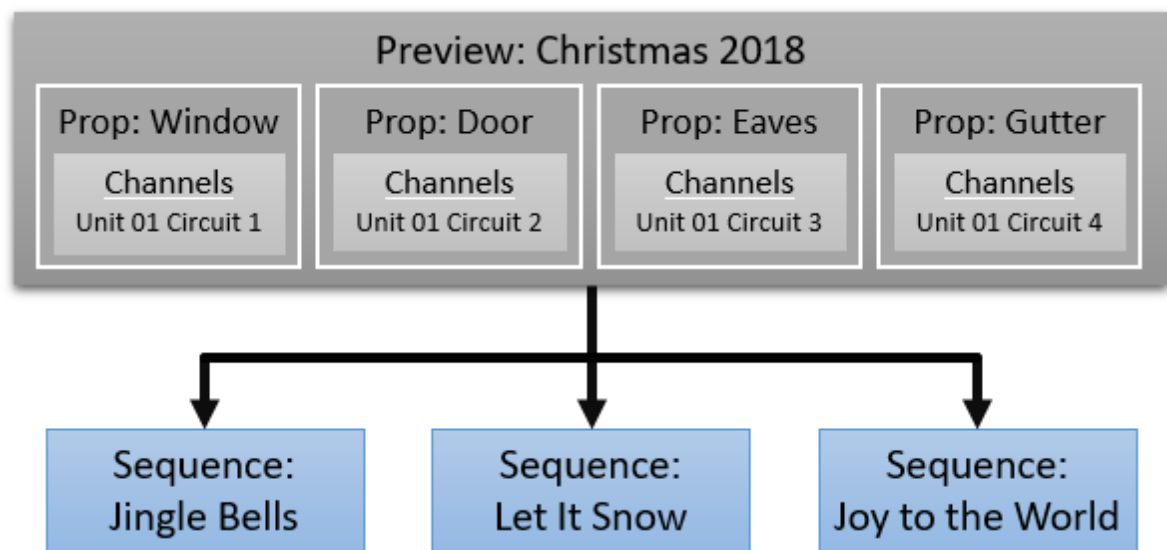 Preview: Christmas 2018
Prop: Window
Channels
Unit 01 Circuit 1
Prop: Door
Channels
Unit 01 Circuit 2
Prop: Eaves
Channels
Unit 01 Circuit 3
Prop: Gutter
Channels
Unit 01 Circuit 4
Sequence:
Jingle Bells
Sequence:
Let It Snow
Sequence:
Joy to the World